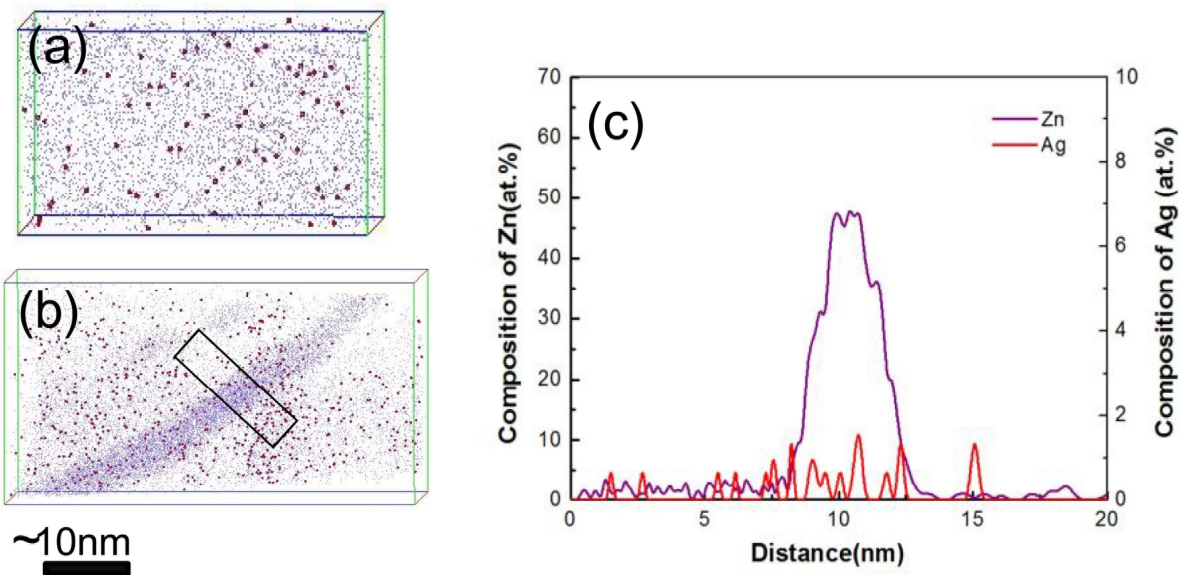 (a)
(b)
~10nm
(c)
Zn
Ag
Composition of Zn(at.%)
70
60
50
40
30
20
10
0
Composition of Ag (at.%)
10
8
6
4
2
0
0 5 10 15 20
Distance(nm)